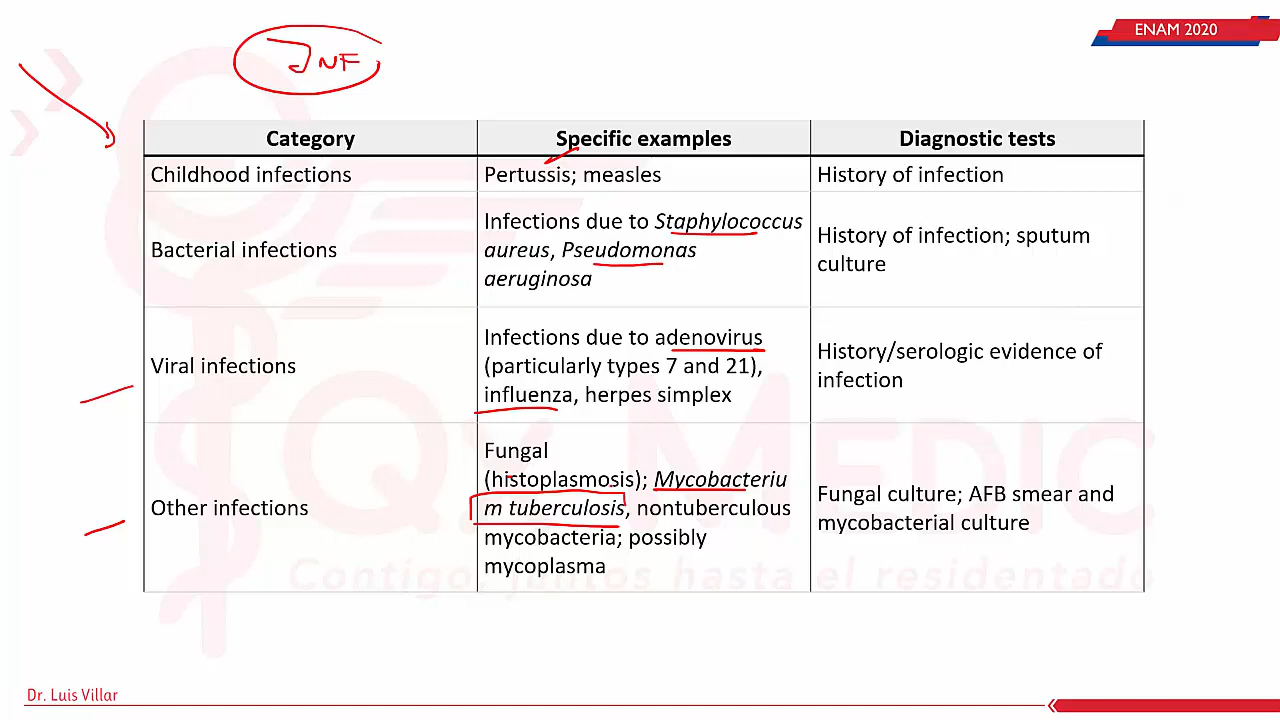 ENAM 2020
INF
Category Specific examples Diagnostic tests
Childhood infections Pertussis; measles History of infection
Bacterial infections
Infections due to Staphylococcus
aureus, Pseudomonas
aeruginosa
History of infection; sputum
culture
Viral infections
Infections due to adenovirus
(particularly types 7 and 21),
influenza, herpes simplex
History/serologic evidence of
infection
Other infections
Fungal
(histoplasmosis); Mycobacteriu
m tuberculosis, nontuberculous
mycobacteria; possibly
mycoplasma
Fungal culture; AFB smear and
mycobacterial culture
QX MEDIC
Contigo, juntos hasta el residentado
Dr. Luis Villar